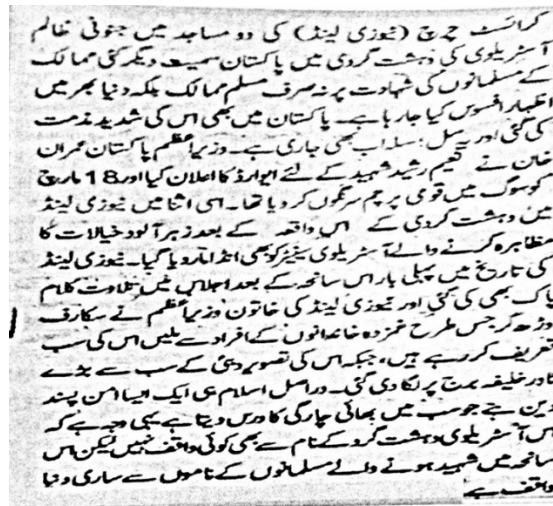 کرائسٹ چرچ (نیوزی لینڈ) کی دو مساجد میں جنونی ظالم
آسٹریلوی کی دہشت گردی میں پاکستان سمیت دیگر کئی ممالک
کے مسلمانوں کی شہادت پر نہ صرف مسلم ممالک بلکہ دنیا بھر میں
اظہار افسوس کیا جا رہا ہے۔ پاکستان میں بھی اس کی شدید مذمت
کی گئی اور یہ سلسلہ اب بھی جاری ہے۔ وزیراعظم پاکستان عمران
خان نے نعیم رشید شہید کے لئے ایوارڈ کا اعلان کیا اور 18 مارچ
کو سوگ میں قومی پرچم سرنگوں کر دیا تھا۔ اسی اثنا میں نیوزی لینڈ
میں دہشت گردی کے اس واقعہ کے بعد زہر آلود خیالات کا
مظاہرہ کرنے والے آسٹریلوی سینیٹر کو بھی انڈا مارا گیا۔ نیوزی لینڈ
کی تاریخ میں پہلی بار اس سانحہ کے بعد اجلاس میں تلاوت کلام
پاک بھی کی گئی اور نیوزی لینڈ کی خاتون وزیراعظم نے سکارف
اوڑھ کر جس طرح غمزدہ خاندانوں کے افراد سے ملیں اس کی سب
تعریف کر رہے ہیں، جبکہ اس کی تصویر دبئی کے سب سے بڑے
ٹاور خلیفہ برج پر لگا دی گئی۔ دراصل اسلام ہی ایک ایسا امن پسند
دین ہے جو سب میں بھائی چارگی کا درس دیتا ہے یہی وجہ ہے کہ
اس آسٹریلوی دہشت گرد کے نام سے بھی کوئی واقف نہیں لیکن اس
سانحہ میں شہید ہونے والے مسلمانوں کے ناموں سے ساری دنیا
واقف ہے